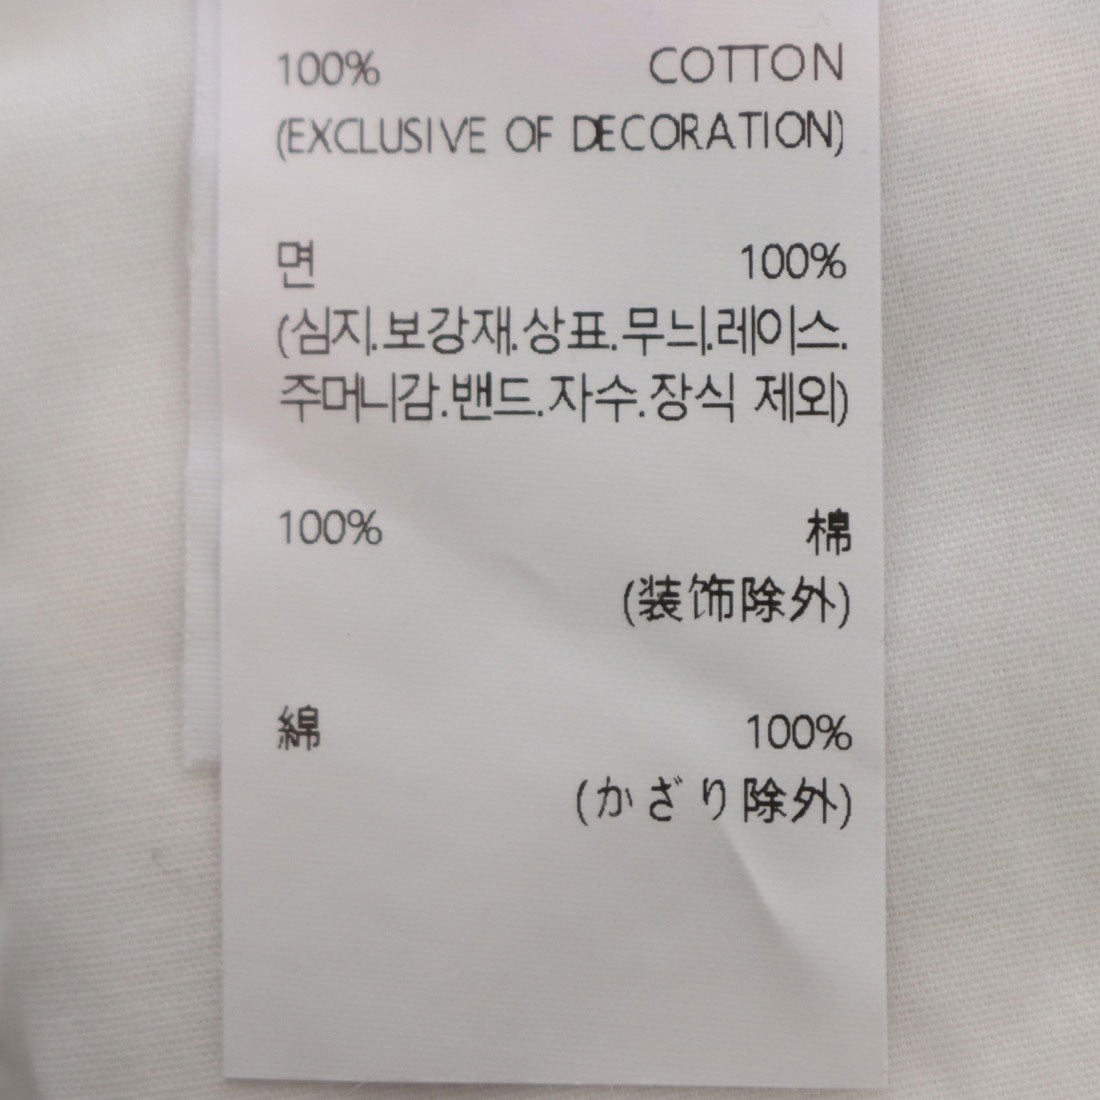 100% COTTON
(EXCLUSIVE OF DECORATION)
면 100%
(심지.보강재.상표.무늬.레이스.
주머니감.밴드.자수.장식 제외)
100% 棉
(装饰除外)
綿 100%
(かざり除外)